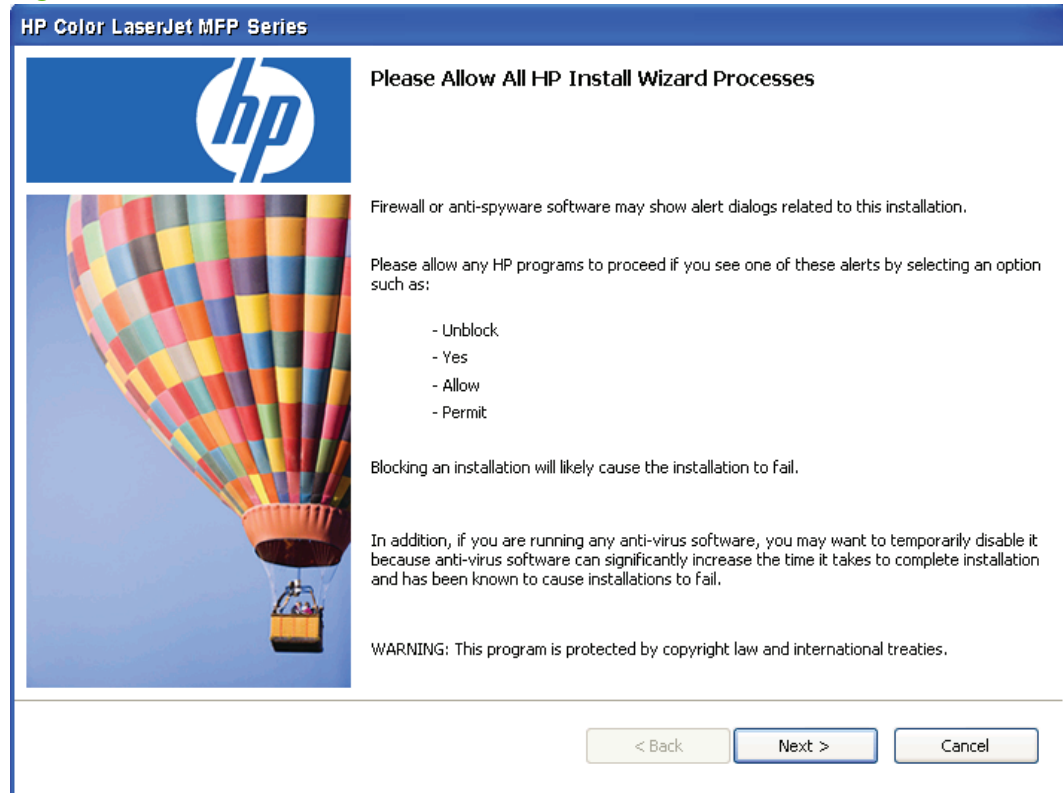 HP Color LaserJet MFP Series
hp
Please Allow All HP Install Wizard Processes
Firewall or anti-spyware software may show alert dialogs related to this installation.
Please allow any HP programs to proceed if you see one of these alerts by selecting an option
such as:
- Unblock
- Yes
- Allow
- Permit
Blocking an installation will likely cause the installation to fail.
In addition, if you are running any anti-virus software, you may want to temporarily disable it
because anti-virus software can significantly increase the time it takes to complete installation
and has been known to cause installations to fail.
WARNING: This program is protected by copyright law and international treaties.
< Back
Next >
Cancel